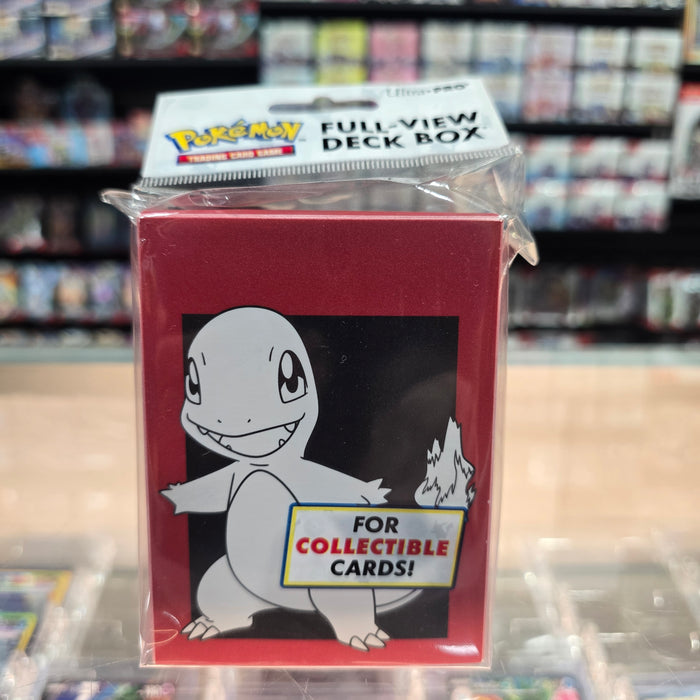 Ultra•PRO
POKéMON
TRADING CARD GAME
FULL-VIEW
DECK BOX
FOR
COLLECTIBLE
CARDS!